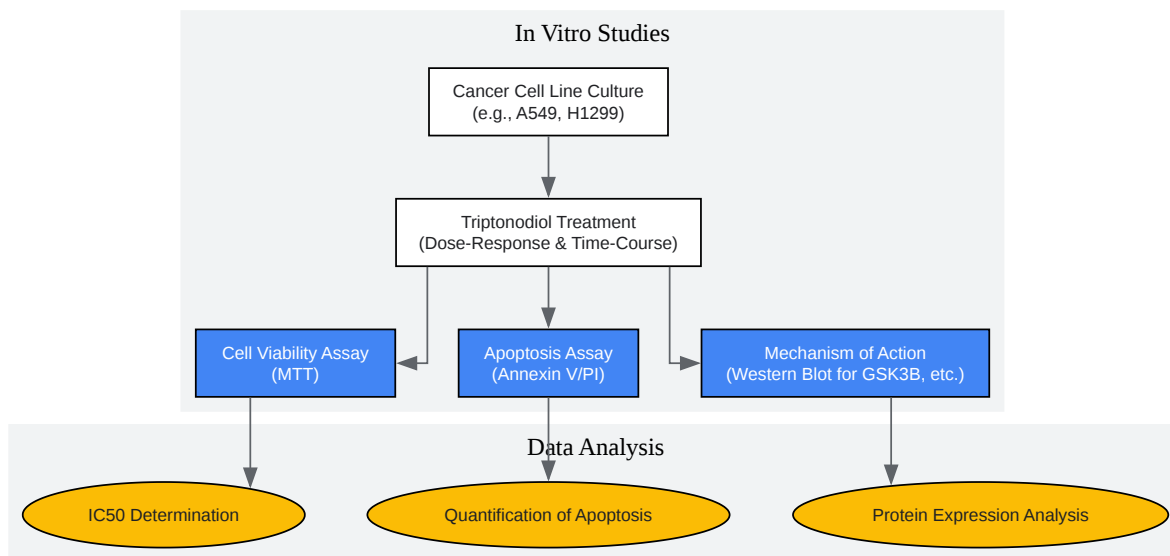 In Vitro Studies
Cancer Cell Line Culture
(e.g., A549, H1299)
Triptonodiol Treatment
(Dose-Response & Time-Course)
Cell Viability Assay
(MTT)
Apoptosis Assay
(Annexin V/PI)
Mechanism of Action
(Western Blot for GSK3B, etc.)
Data Analysis
IC50 Determination
Quantification of Apoptosis
Protein Expression Analysis